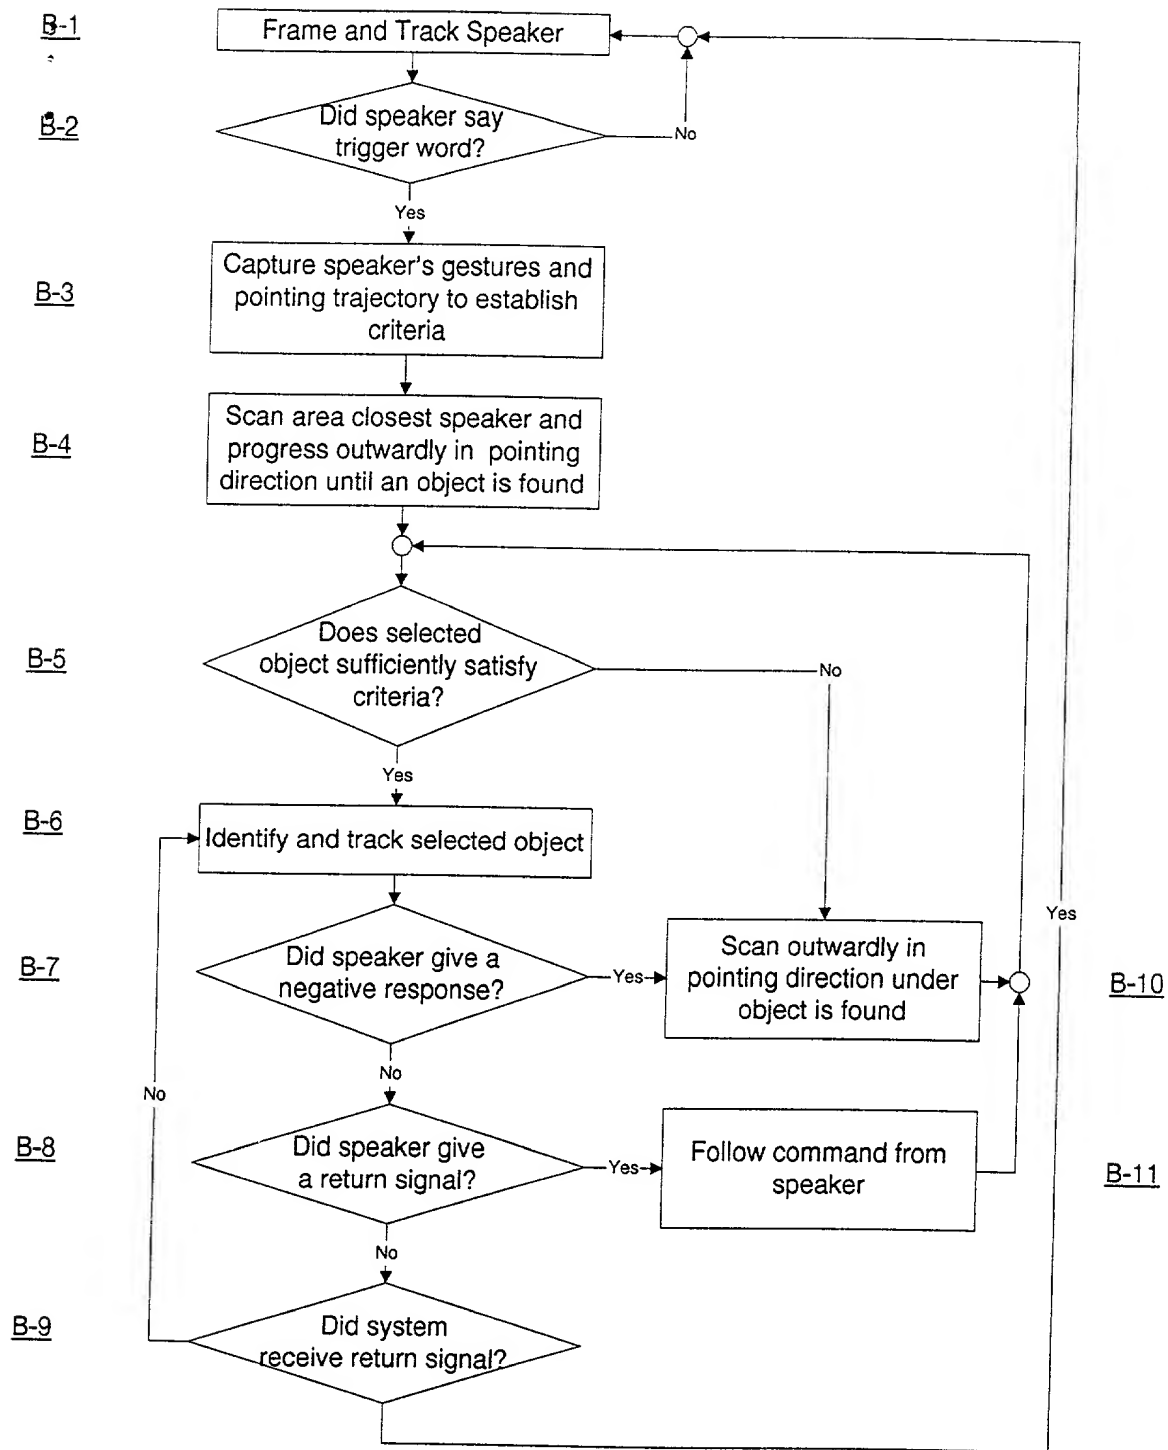 B-1
Frame and Track Speaker
B-2
Did speaker say
trigger word?
No
Yes
B-3
Capture speaker's gestures and
pointing trajectory to establish
criteria
B-4
Scan area closest speaker and
progress outwardly in pointing
direction until an object is found
B-5
Does selected
object sufficiently satisfy
criteria?
No
Yes
B-6
Identify and track selected object
B-7
Did speaker give a
negative response?
Yes
Scan outwardly in
pointing direction under
object is found
B-10
Yes
No
No
B-8
Did speaker give
a return signal?
Yes
Follow command from
speaker
B-11
No
B-9
Did system
receive return signal?